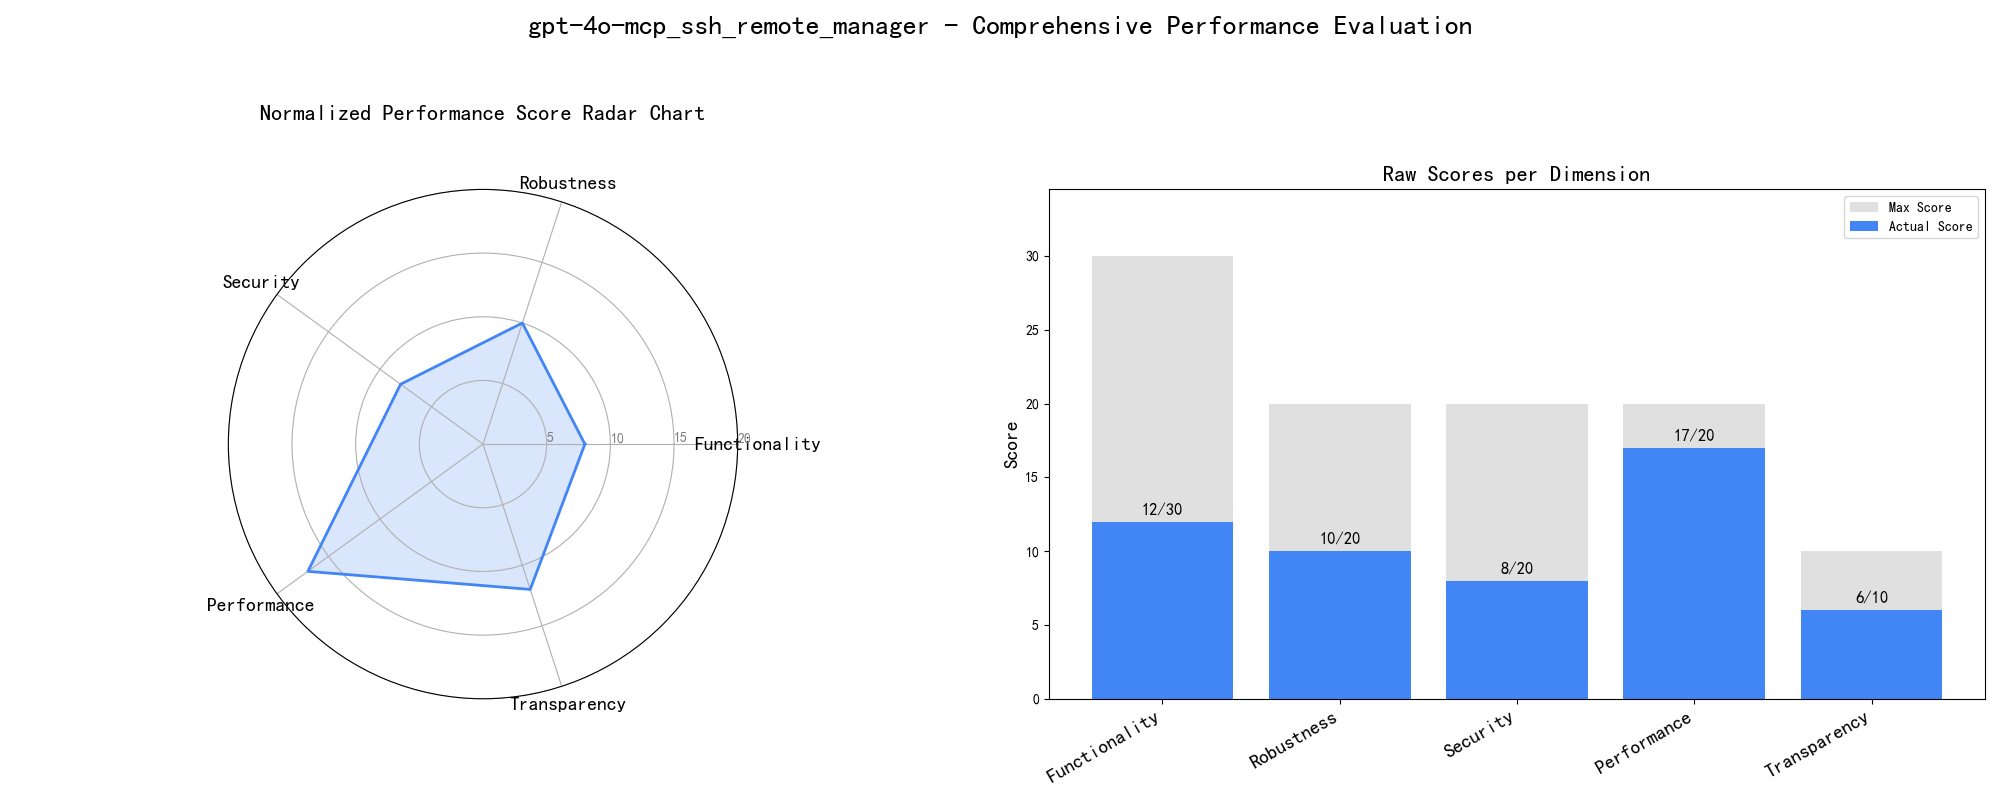 gpt-4o-mcp_ssh_remote_manager - Comprehensive Performance Evaluation
Normalized Performance Score Radar Chart
Robustness
Security
Functionality
Performance
Transparency
5
10
15
20
Raw Scores per Dimension
Max Score
Actual Score
Score
30
25
20
15
10
5
0
12/30
10/20
8/20
17/20
6/10
Functionality
Robustness
Security
Performance
Transparency